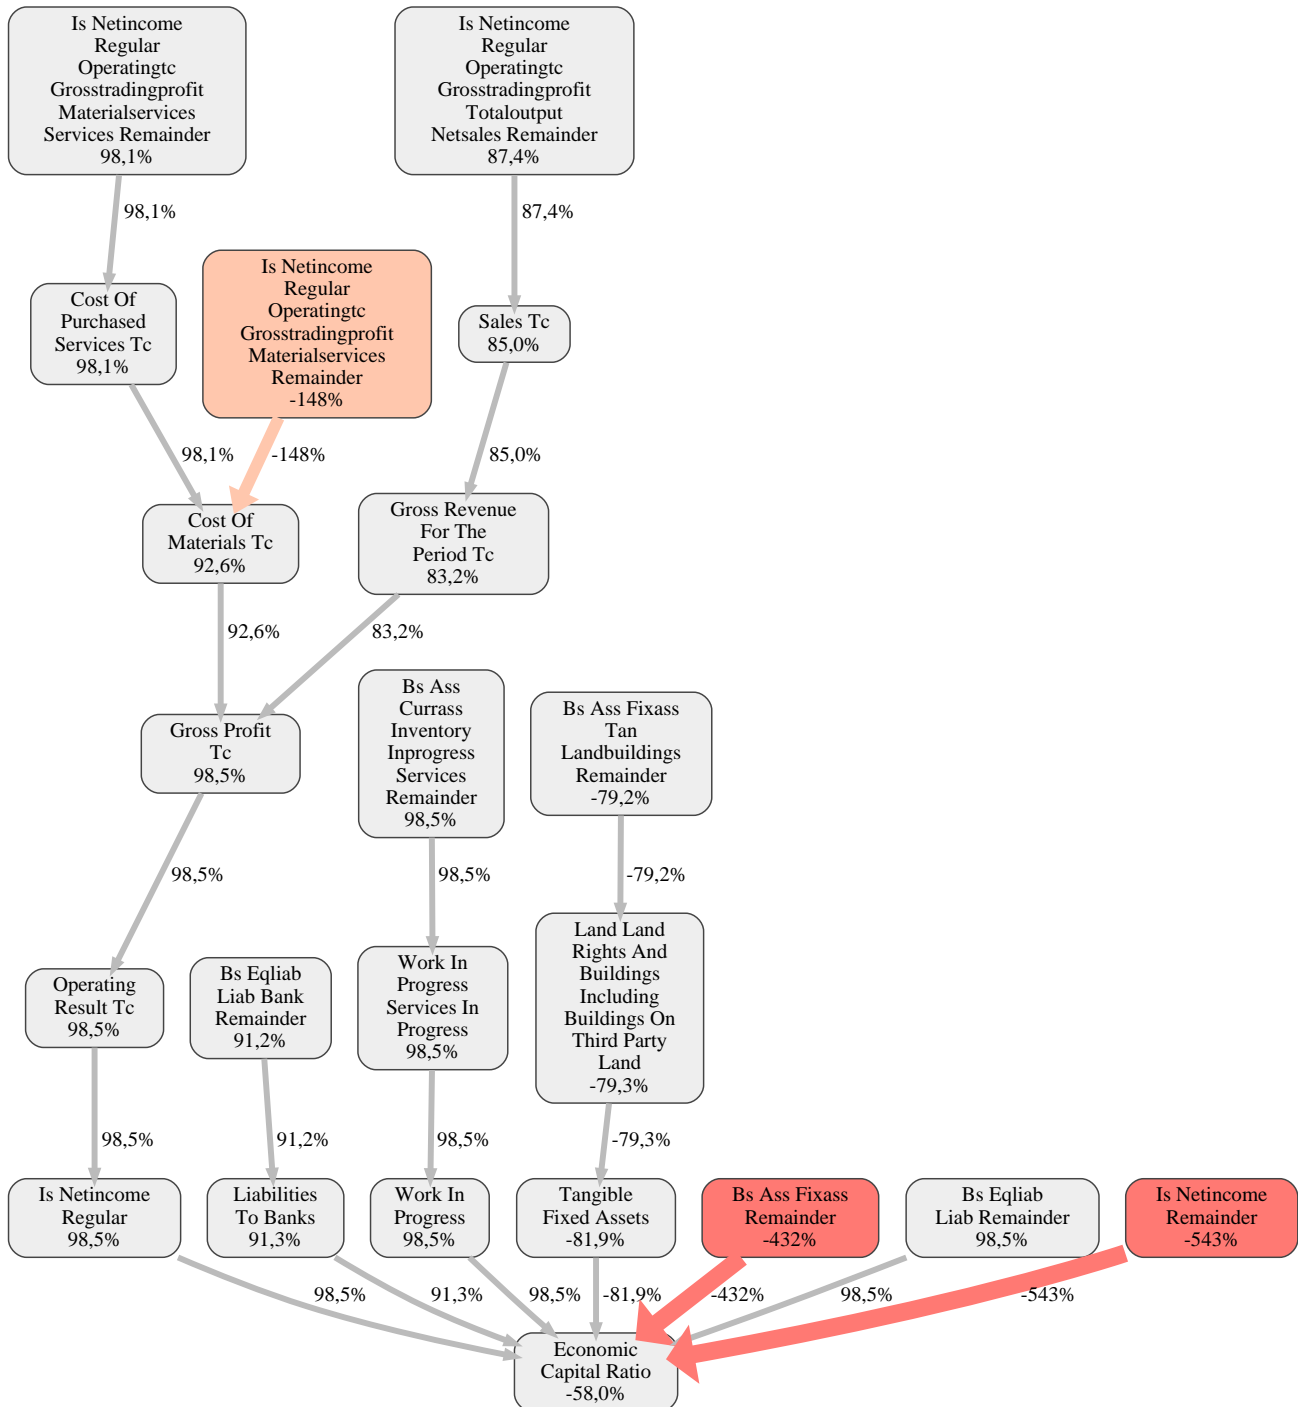 Is Netincome
Regular
Operatingtc
Grosstradingprofit
Materialservices
Services Remainder
98,1%
Is Netincome
Regular
Operatingtc
Grosstradingprofit
Totaloutput
Netsales Remainder
87,4%
98,1%
87,4%
Cost Of
Purchased
Services Tc
98,1%
Is Netincome
Regular
Operatingtc
Grosstradingprofit
Materialservices
Remainder
-148%
Sales Tc
85,0%
98,1%
-148%
85,0%
Cost Of
Materials Tc
92,6%
Gross Revenue
For The
Period Tc
83,2%
92,6%
83,2%
Gross Profit
Tc
98,5%
Bs Ass
Currass
Inventory
Inprogress
Services
Remainder
98,5%
Bs Ass Fixass
Tan
Landbuildings
Remainder
-79,2%
98,5%
98,5%
-79,2%
Operating
Result Tc
98,5%
Bs Eqliab
Liab Bank
Remainder
91,2%
Work In
Progress
Services In
Progress
98,5%
Land Land
Rights And
Buildings
Including
Buildings On
Third Party
Land
-79,3%
98,5%
91,2%
98,5%
-79,3%
Is Netincome
Regular
98,5%
Liabilities
To Banks
91,3%
Work In
Progress
98,5%
Tangible
Fixed Assets
-81,9%
Bs Ass Fixass
Remainder
-432%
Bs Eqliab
Liab Remainder
98,5%
Is Netincome
Remainder
-543%
98,5%
91,3%
98,5%
-81,9%
-432%
98,5%
-543%
Economic
Capital Ratio
-58,0%